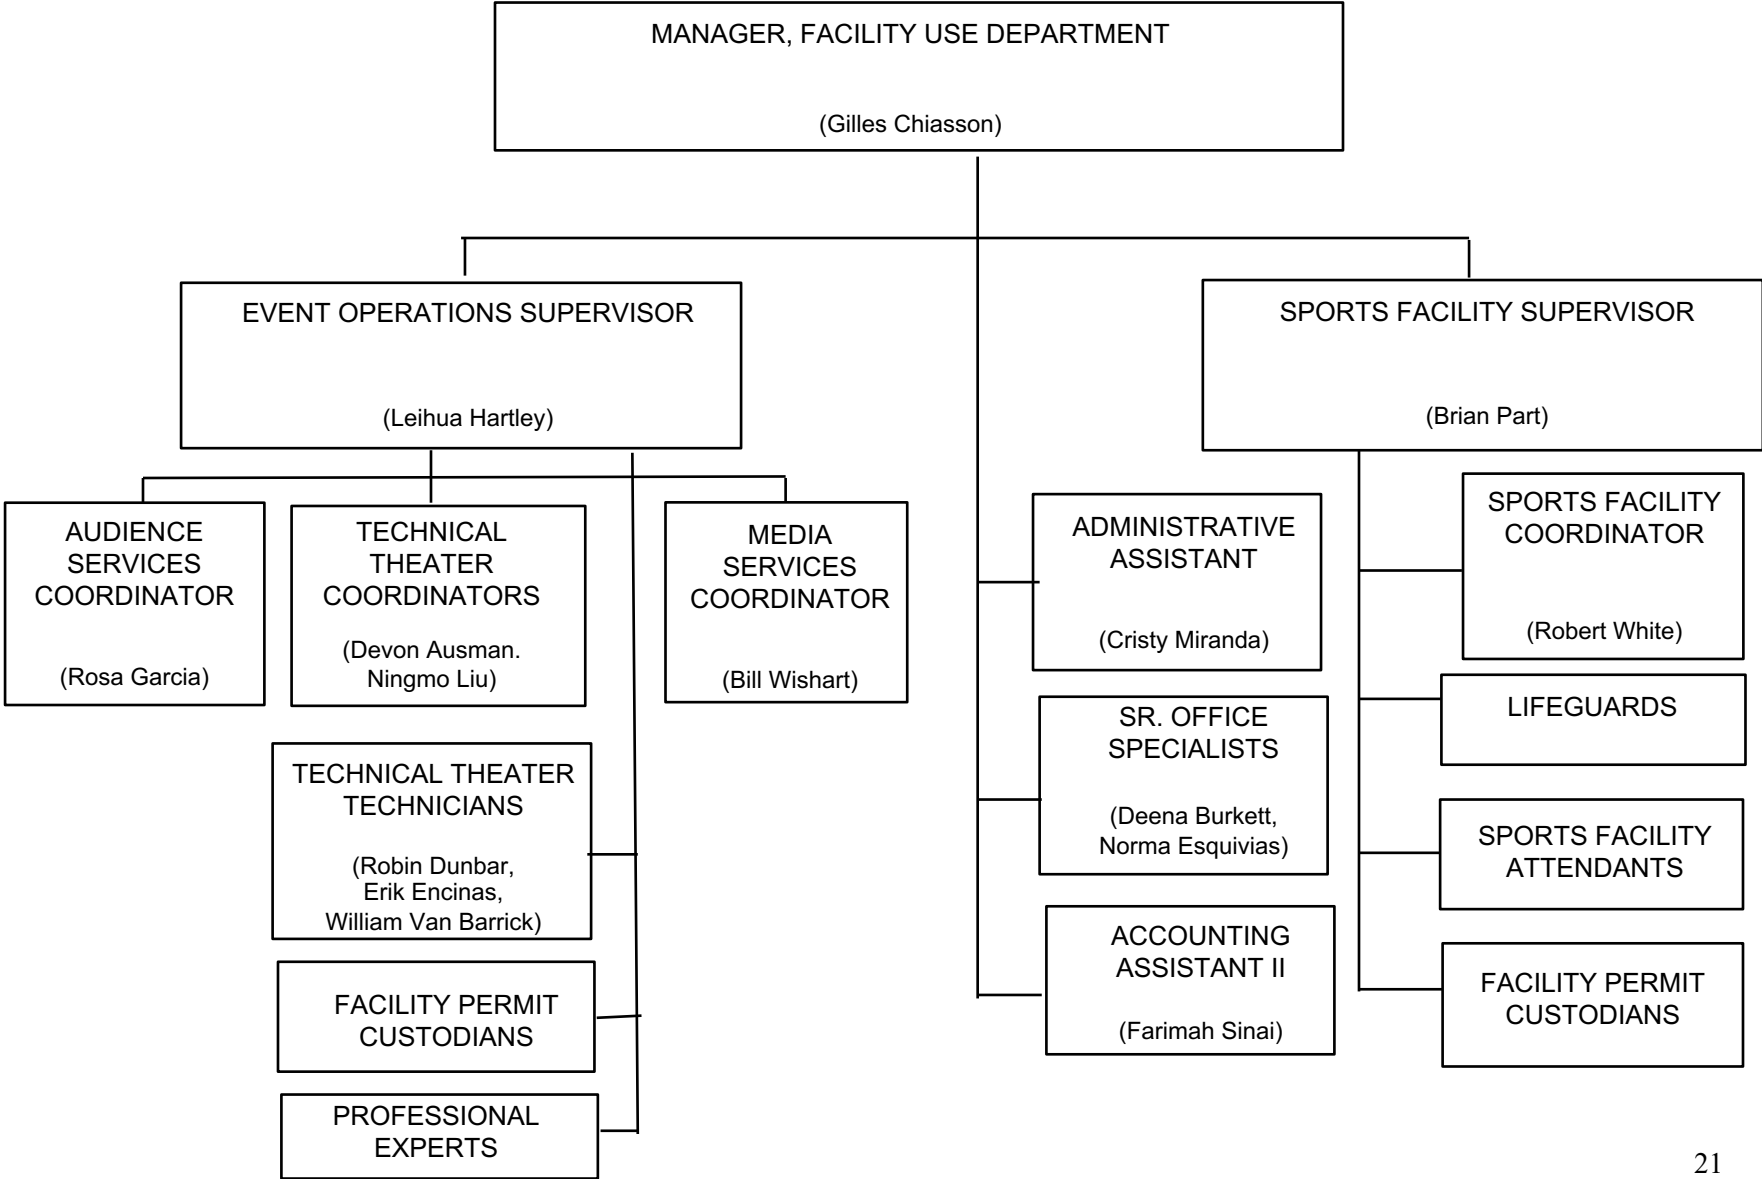 MANAGER, FACILITY USE DEPARTMENT
(Gilles Chiasson)
EVENT OPERATIONS SUPERVISOR
(Leihua Hartley)
SPORTS FACILITY SUPERVISOR
(Brian Part)
AUDIENCE
SERVICES
COORDINATOR
(Rosa Garcia)
TECHNICAL
THEATER
COORDINATORS
(Devon Ausman.
Ningmo Liu)
MEDIA
SERVICES
COORDINATOR
(Bill Wishart)
TECHNICAL THEATER
TECHNICIANS
(Robin Dunbar,
Erik Encinas,
William Van Barrick)
FACILITY PERMIT
CUSTODIANS
PROFESSIONAL
EXPERTS
ADMINISTRATIVE
ASSISTANT
(Cristy Miranda)
SR. OFFICE
SPECIALISTS
(Deena Burkett,
Norma Esquivias)
ACCOUNTING
ASSISTANT II
(Farimah Sinai)
SPORTS FACILITY
COORDINATOR
(Robert White)
LIFEGUARDS
SPORTS FACILITY
ATTENDANTS
FACILITY PERMIT
CUSTODIANS
21